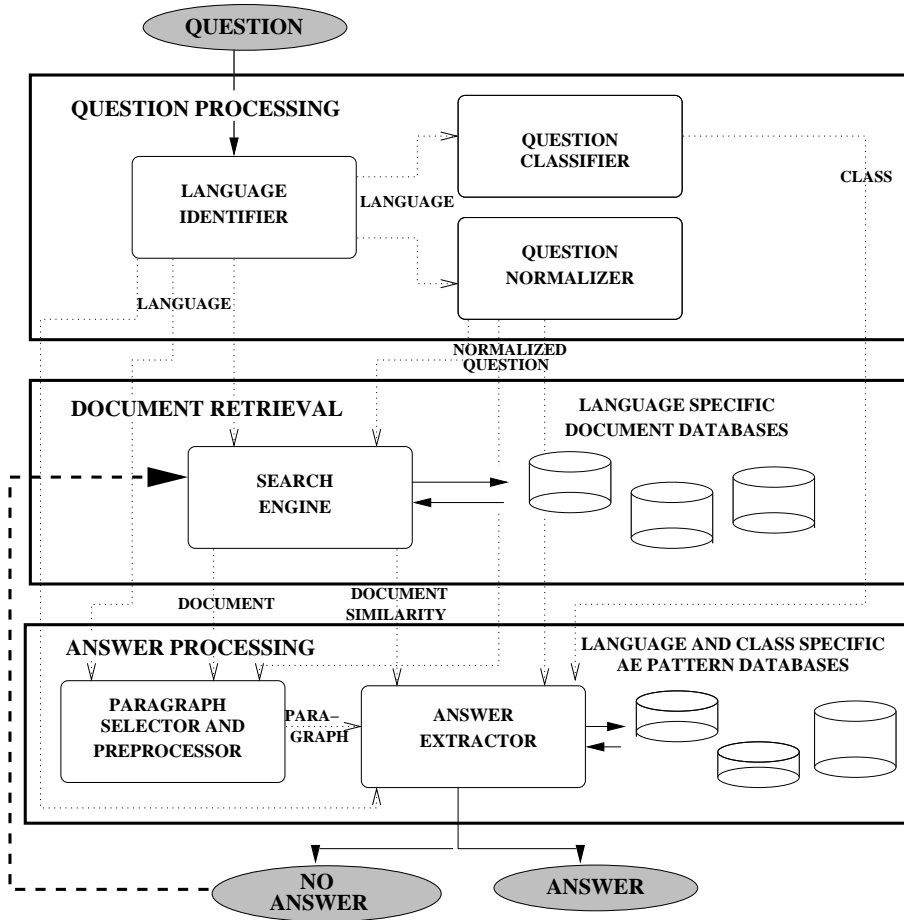 QUESTION
QUESTION PROCESSING
QUESTION
CLASSIFIER
LANGUAGE
IDENTIFIER
LANGUAGE
CLASS
QUESTION
NORMALIZER
LANGUAGE
NORMALIZED
QUESTION
DOCUMENT RETRIEVAL
LANGUAGE SPECIFIC
DOCUMENT DATABASES
SEARCH
ENGINE
DOCUMENT
DOCUMENT
SIMILARITY
ANSWER PROCESSING
LANGUAGE AND CLASS SPECIFIC
AE PATTERN DATABASES
PARAGRAPH
SELECTOR AND
PREPROCESSOR
PARA–
GRAPH
ANSWER
EXTRACTOR
NO
ANSWER
ANSWER